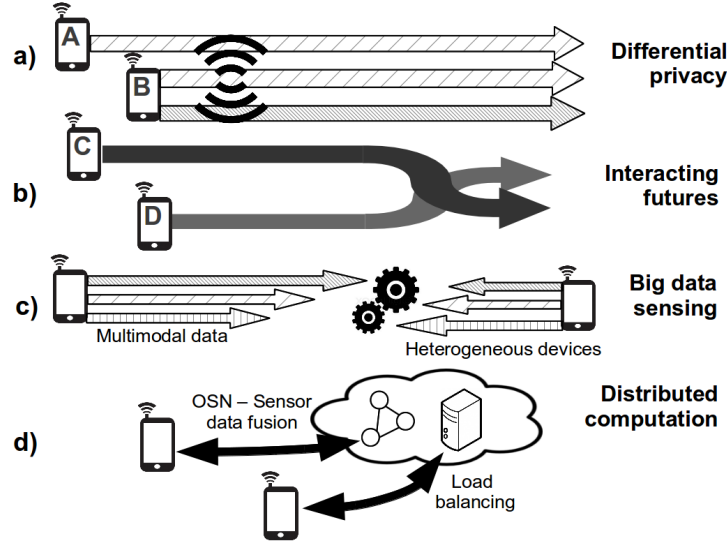 a)
A
B
Differential
privacy
b)
C
D
Interacting
futures
c)
Multimodal data
Heterogeneous devices
Big data
sensing
d)
OSN – Sensor
data fusion
Load
balancing
Distributed
computation